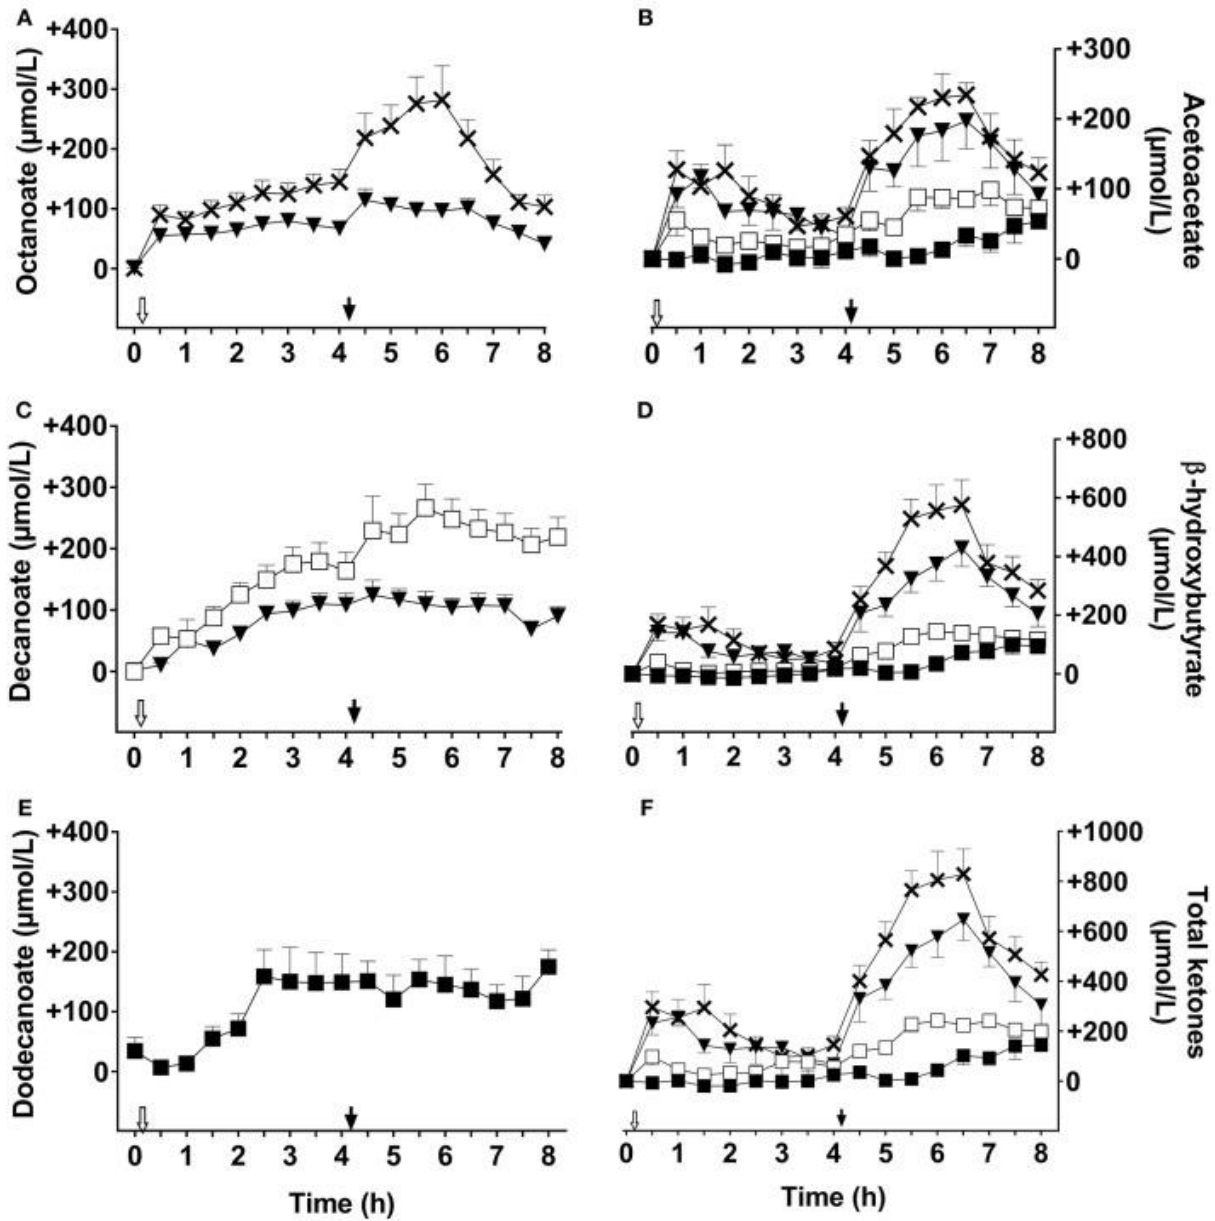 A
B
+400
+300
+200
+100
0
Octanoate (µmol/L)
0 1 2 3 4 5 6 7 8
+300
+200
+100
0
Acetoacetate
(µmol/L)
0 1 2 3 4 5 6 7 8
C
D
+400
+300
+200
+100
0
Decanoate (µmol/L)
0 1 2 3 4 5 6 7 8
+800
+600
+400
+200
0
β-hydroxybutyrate
(µmol/L)
0 1 2 3 4 5 6 7 8
E
F
+400
+300
+200
+100
0
Dodecanoate (µmol/L)
0 1 2 3 4 5 6 7 8
Time (h)
+1000
+800
+600
+400
+200
0
Total ketones
(µmol/L)
0 1 2 3 4 5 6 7 8
Time (h)